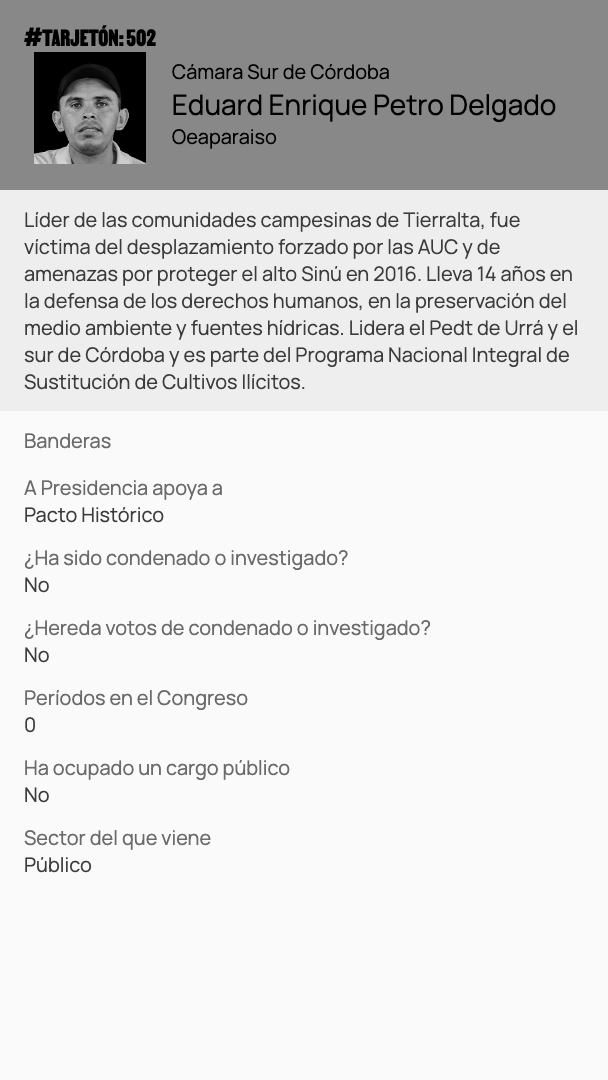 #TARJETÓN: 502
Cámara Sur de Córdoba
Eduard Enrique Petro Delgado
Oeaparaiso
Líder de las comunidades campesinas de Tierralta, fue
víctima del desplazamiento forzado por las AUC y de
amenazas por proteger el alto Sinú en 2016. Lleva 14 años en
la defensa de los derechos humanos, en la preservación del
medio ambiente y fuentes hídricas. Lidera el Pedt de Urrá y el
sur de Córdoba y es parte del Programa Nacional Integral de
Sustitución de Cultivos Ilícitos.
Banderas
A Presidencia apoya a
Pacto Histórico
¿Ha sido condenado o investigado?
No
¿Hereda votos de condenado o investigado?
No
Períodos en el Congreso
0
Ha ocupado un cargo público
No
Sector del que viene
Público